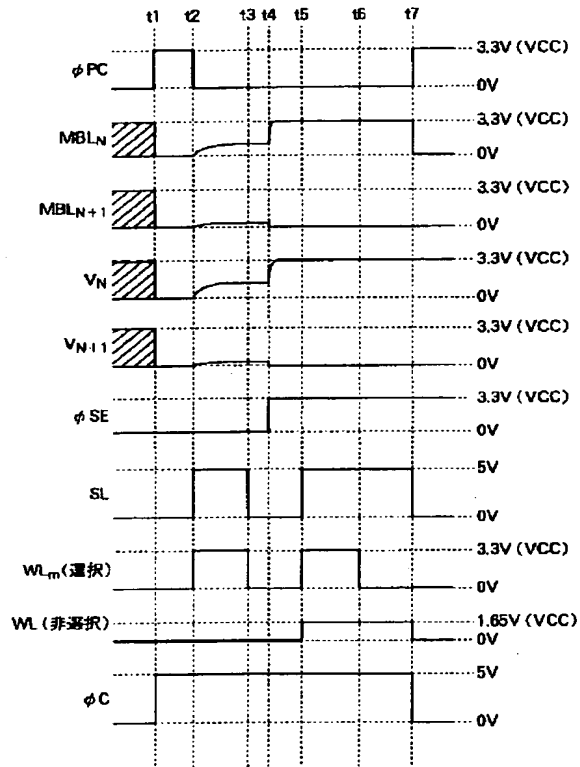 t1 t2 t3 t4 t5 t6 t7
φPC 3.3V (VCC)
0V
MBLN 3.3V (VCC)
0V
MBLN+1 3.3V (VCC)
0V
VN 3.3V (VCC)
0V
VN+1 3.3V (VCC)
0V
φSE 3.3V (VCC)
0V
SL 5V
0V
WLm(選択) 3.3V (VCC)
0V
WL (非選択) 1.65V (VCC)
0V
φC 5V
0V